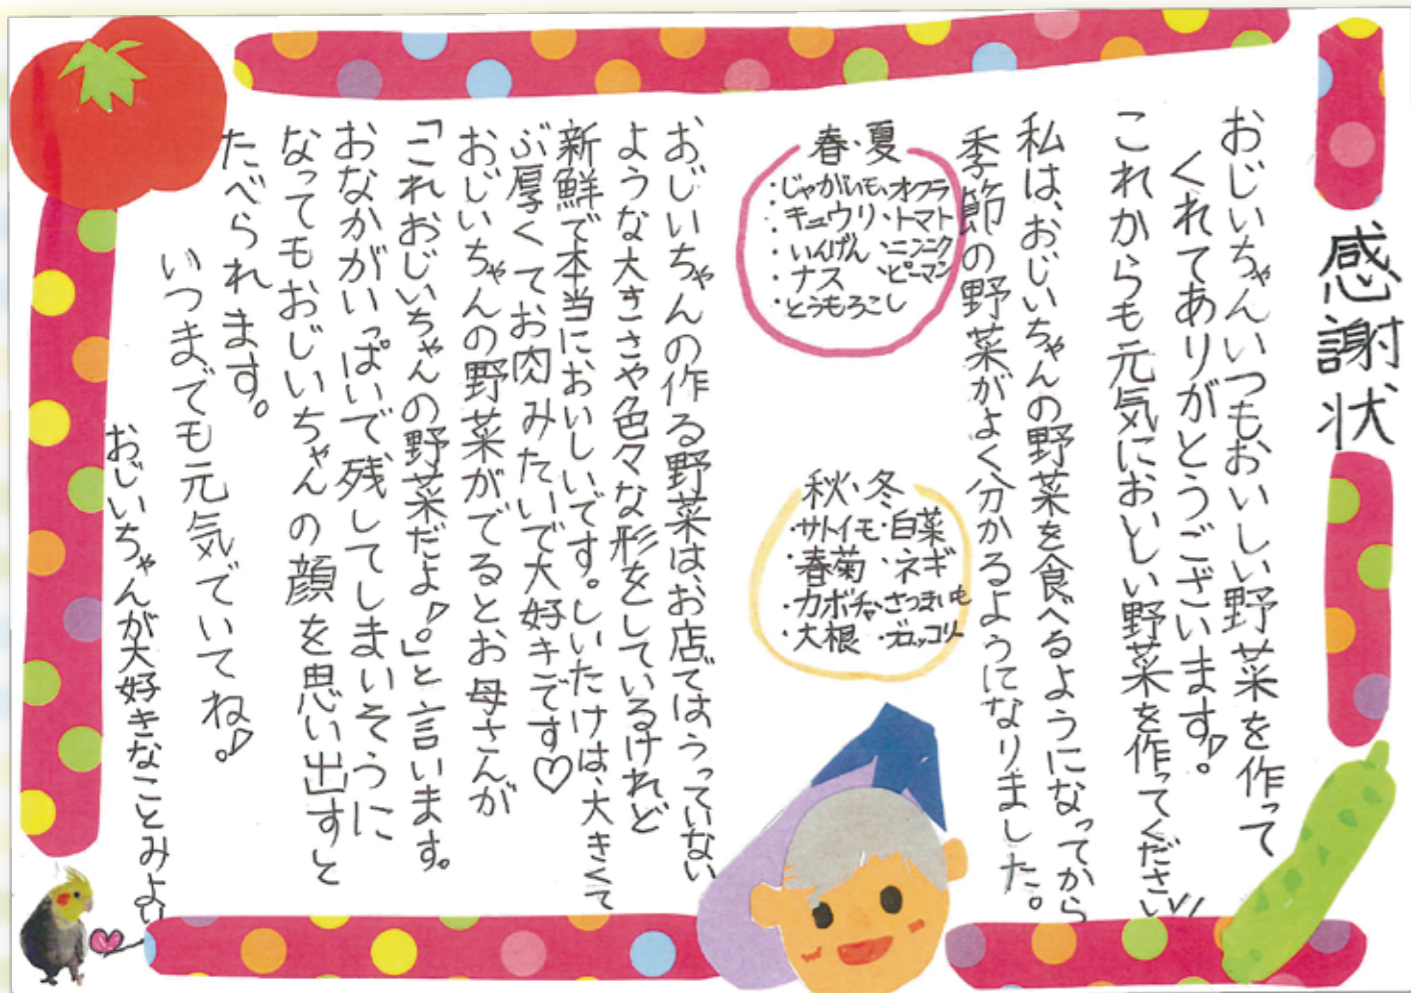 感謝状
おじいちゃんいつもおいしい野菜を作って
くれてありがとうございます。
これからも元気においしい野菜を作ってください
私は、おじいちゃんの野菜を食べるようになってから
季節の野菜がよく分かるようになりました。
春・夏
・じゃがいも・オクラ
・キュウリ・トマト
・いんげん・ニンニク
・ナス・ピーマン
・とうもろこし
秋・冬
・サトイモ・白菜
・春菊・ネギ
・カボチャ・さつまいも
・大根・ブロッコリー
おじいちゃんの作る野菜はお店ではうっていない
ような大きさや色々な形をしているけれど
新鮮で本当においしいです。しいたけは、大きくて
ぶ厚くてお肉みたいで大好きです♡
おじいちゃんの野菜がでるとお母さんが
「これおじいちゃんの野菜だよ。」と言います。
おなかがいっぱいで残してしまいそうに
なってもおじいちゃんの顔を思い出すと
たべられます。
いつまでも元気でいてね。
おじいちゃんが大好きなことみより